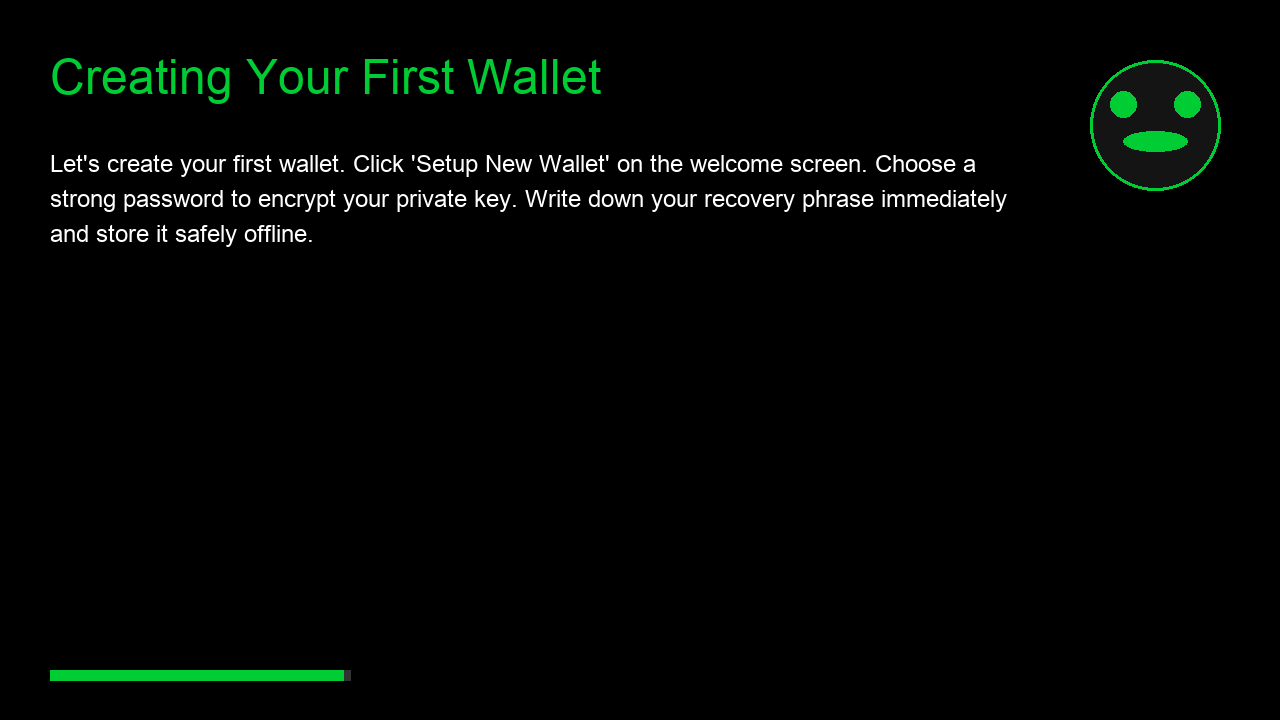 Creating Your First Wallet
Let's create your first wallet. Click 'Setup New Wallet' on the welcome screen. Choose a
strong password to encrypt your private key. Write down your recovery phrase immediately
and store it safely offline.